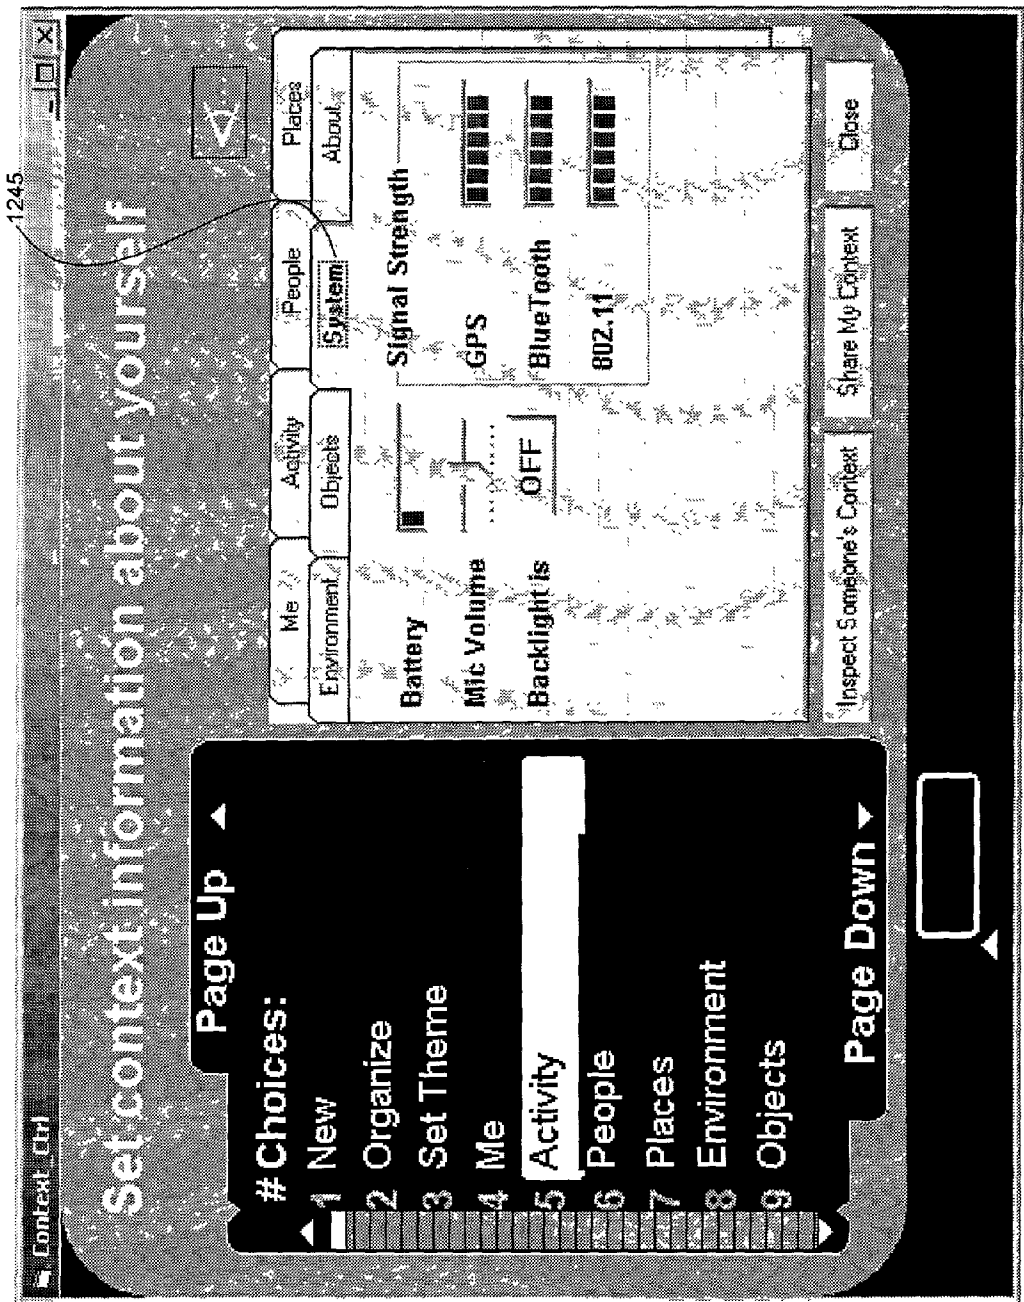 1245
Context_Ctrl
Set context information about yourself
Page Up
# Choices:
1 New
2 Organize
3 Set Theme
4 Me
5 Activity
6 People
7 Places
8 Environment
9 Objects
Page Down
Me Activity People Places
Environment Objects System About
Battery
Mic Volume
Backlight is OFF
Signal Strength
GPS
BlueTooth
802.11
Inspect Someone's Context Share My Context Close